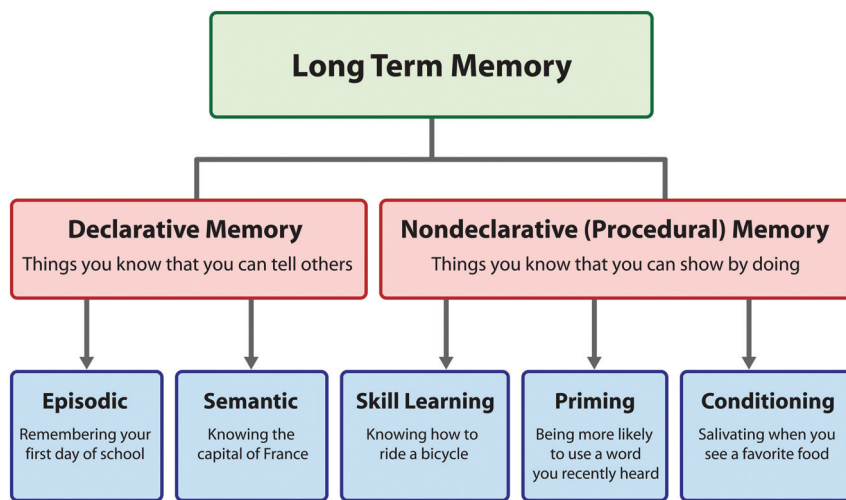 Long Term Memory
Declarative Memory
Things you know that you can tell others
Nondeclarative (Procedural) Memory
Things you know that you can show by doing
Episodic
Remembering your
first day of school
Semantic
Knowing the
capital of France
Skill Learning
Knowing how to
ride a bicycle
Priming
Being more likely
to use a word
you recently heard
Conditioning
Salivating when you
see a favorite food